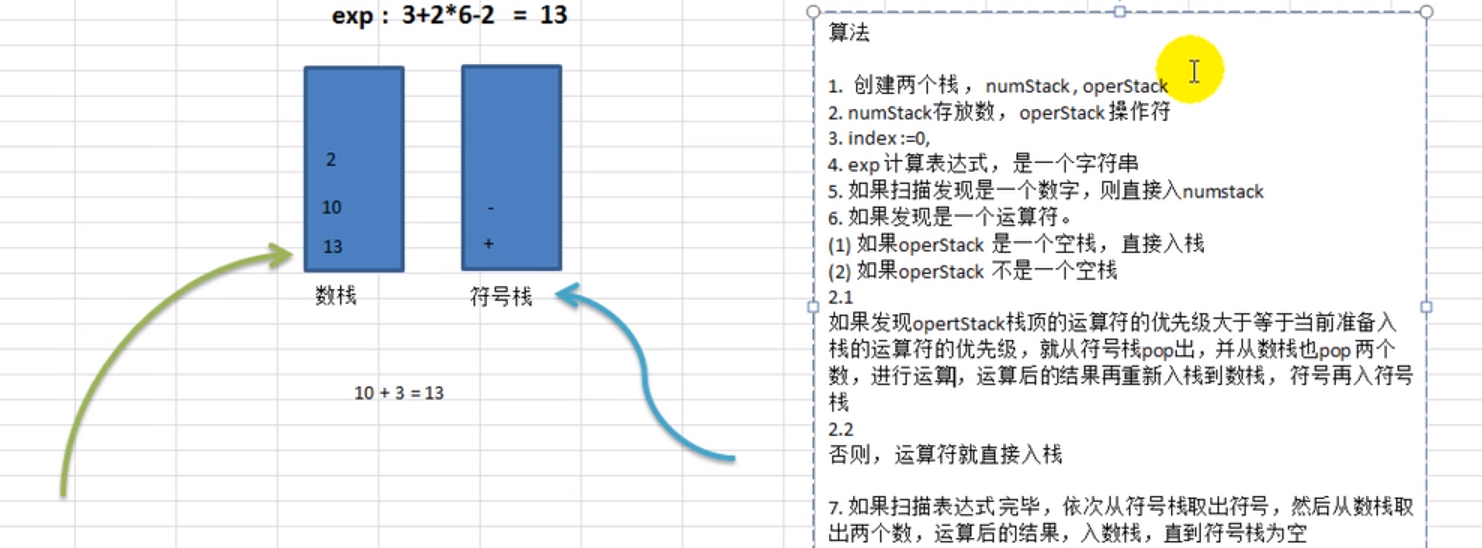 exp : 3+2*6-2 = 13
2
10
13
-
+
数栈
符号栈
10 + 3 = 13
算法
1. 创建两个栈，numStack , operStack
2. numStack存放数，operStack 操作符
3. index :=0,
4. exp 计算表达式，是一个字符串
5. 如果扫描发现是一个数字，则直接入numstack
6. 如果发现是一个运算符。
(1) 如果operStack 是一个空栈，直接入栈
(2) 如果operStack 不是一个空栈
2.1
如果发现opertStack栈顶的运算符的优先级大于等于当前准备入
栈的运算符的优先级，就从符号栈pop出，并从数栈也pop 两个
数，进行运算，运算后的结果再重新入栈到数栈，符号再入符号
栈
2.2
否则，运算符就直接入栈
7. 如果扫描表达式 完毕，依次从符号栈取出符号，然后从数栈取
出两个数，运算后的结果，入数栈，直到符号栈为空